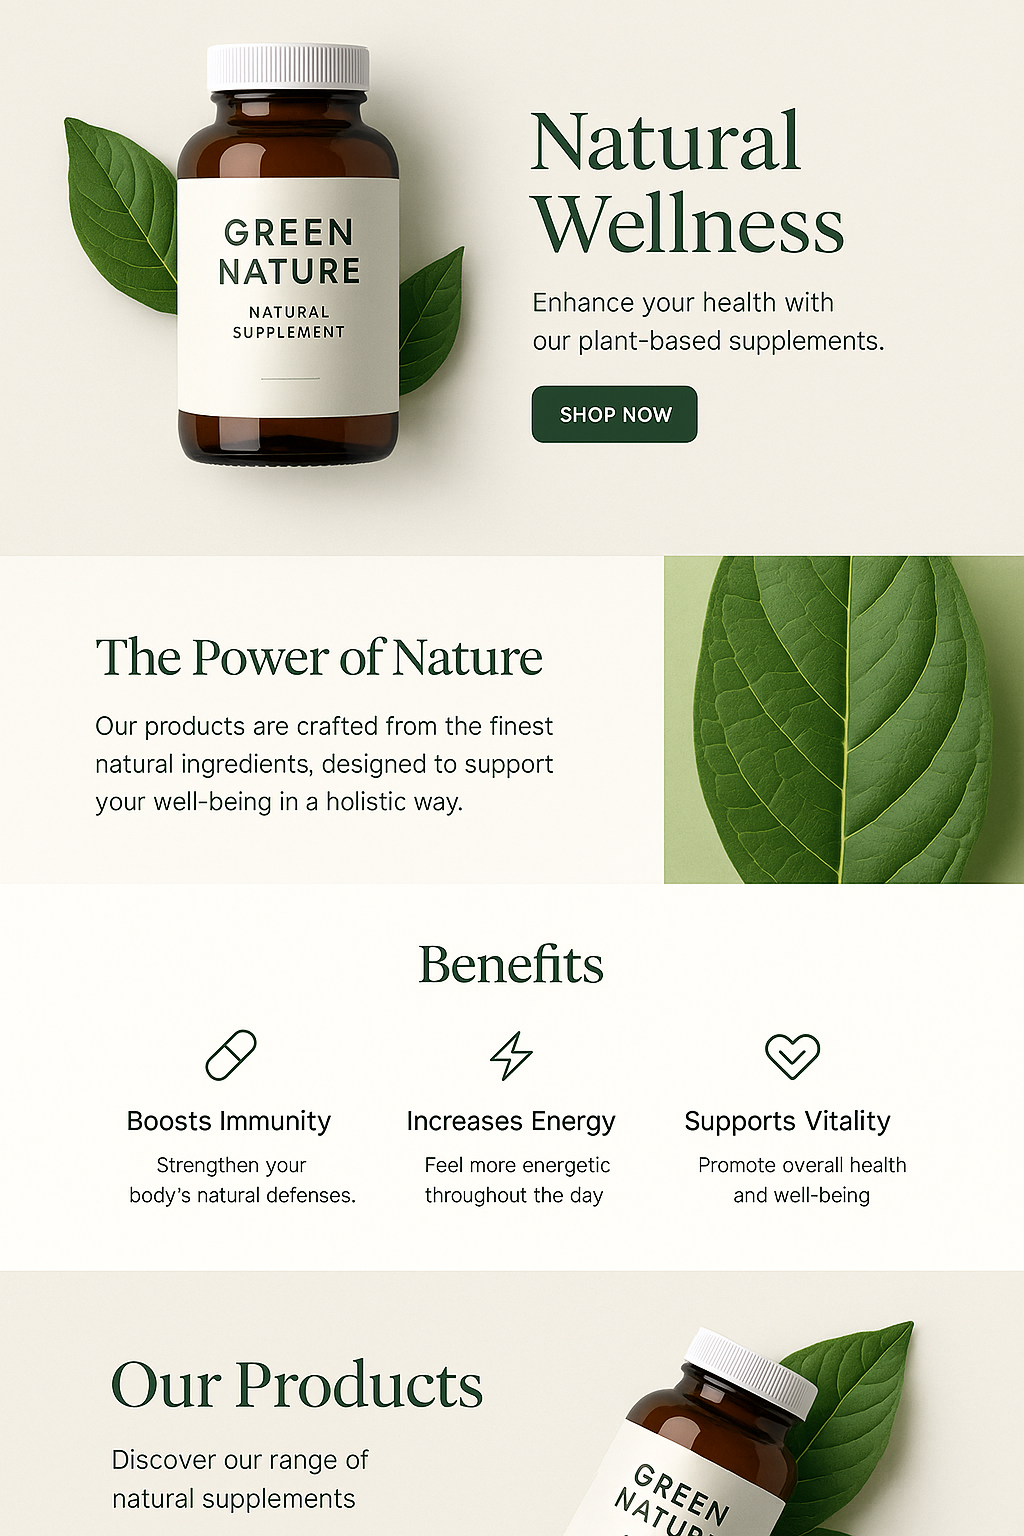 GREEN
NATURE
NATURAL
SUPPLEMENT
Natural
Wellness
Enhance your health with
our plant-based supplements.
SHOP NOW
The Power of Nature
Our products are crafted from the finest
natural ingredients, designed to support
your well-being in a holistic way.
Benefits
Boosts Immunity
Strengthen your
body's natural defenses.
Increases Energy
Feel more energetic
throughout the day
Supports Vitality
Promote overall health
and well-being
Our Products
Discover our range of
natural supplements
GREEN
NATURE